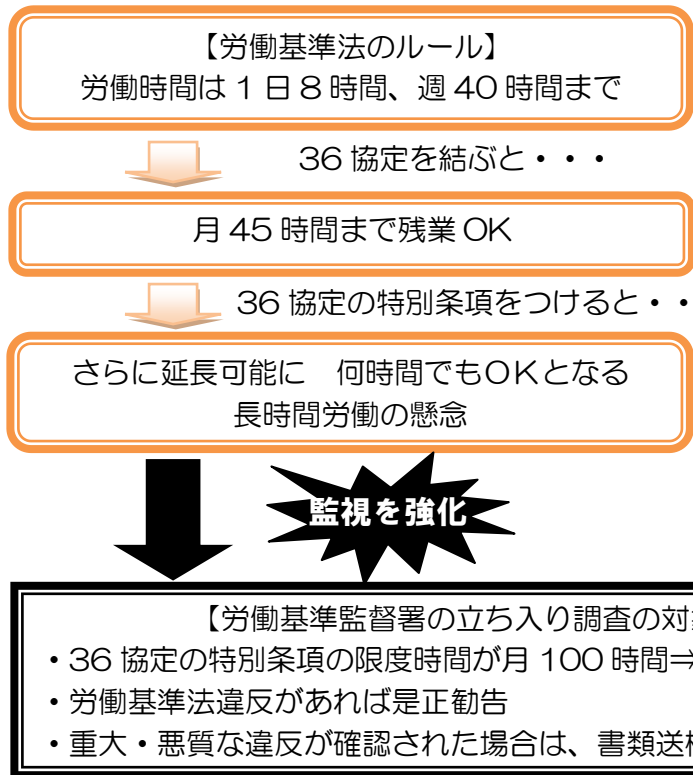 【労働基準法のルール】
労働時間は1日8時間、週40時間まで
36協定を結ぶと・・・
月45時間まで残業OK
36協定の特別条項をつけると・・
さらに延長可能に　何時間でもOKとなる
長時間労働の懸念
監視を強化
【労働基準監督署の立ち入り調査の対
・36協定の特別条項の限度時間が月100時間⇒
・労働基準法違反があれば是正勧告
・重大・悪質な違反が確認された場合は、書類送